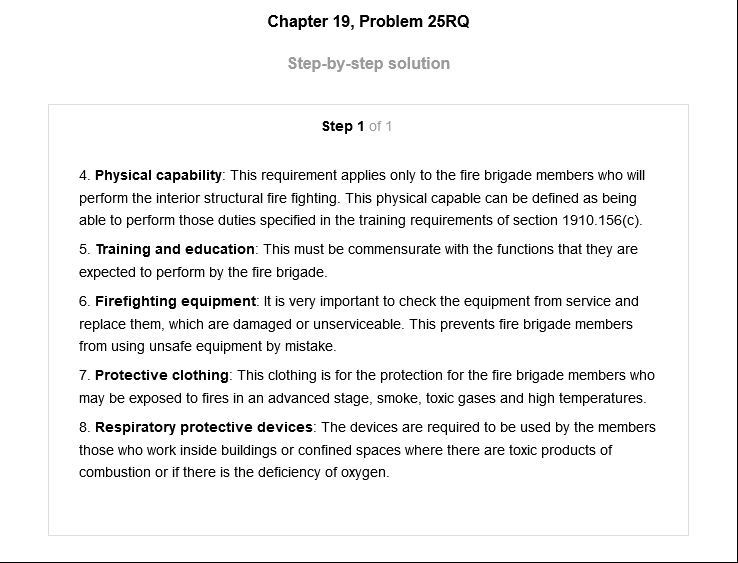 Chapter 19, Problem 25RQ
Step-by-step solution
Step 1 of 1
4. Physical capability: This requirement applies only to the fire brigade members who will
perform the interior structural fire fighting. This physical capable can be defined as being
able to perform those duties specified in the training requirements of section 1910.156(c).
5. Training and education: This must be commensurate with the functions that they are
expected to perform by the fire brigade.
6. Firefighting equipment: It is very important to check the equipment from service and
replace them, which are damaged or unserviceable. This prevents fire brigade members
from using unsafe equipment by mistake.
7. Protective clothing: This clothing is for the protection for the fire brigade members who
may be exposed to fires in an advanced stage, smoke, toxic gases and high temperatures.
8. Respiratory protective devices: The devices are required to be used by the members
those who work inside buildings or confined spaces where there are toxic products of
combustion or if there is the deficiency of oxygen.